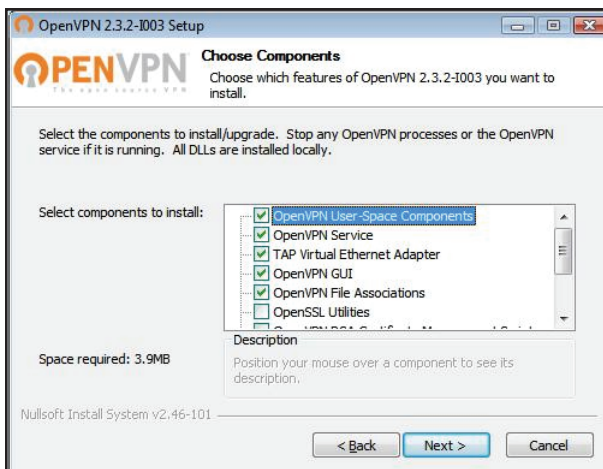 OpenVPN 2.3.2-I003 Setup
OPENVPN
The open source VPN
Choose Components
Choose which features of OpenVPN 2.3.2-I003 you want to
install.
Select the components to install/upgrade. Stop any OpenVPN processes or the OpenVPN
service if it is running. All DLLs are installed locally.
Select components to install:
OpenVPN User-Space Components
OpenVPN Service
TAP Virtual Ethernet Adapter
OpenVPN GUI
OpenVPN File Associations
OpenSSL Utilities
Space required: 3.9MB
Description
Position your mouse over a component to see its
description.
Nullsoft Install System v2.46-101
< Back
Next >
Cancel